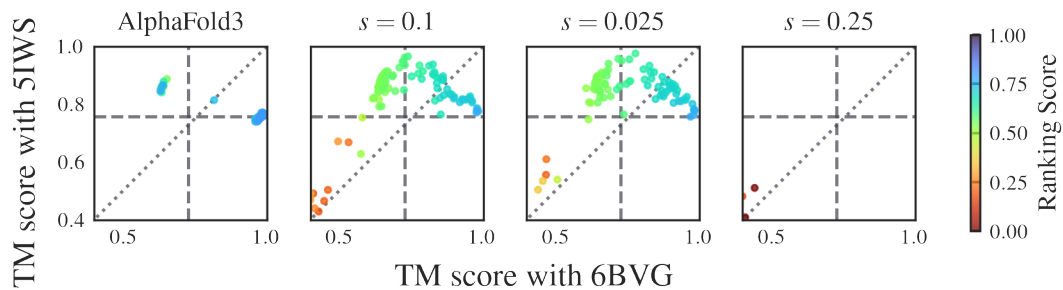 AlphaFold3
s = 0.1
s = 0.025
s = 0.25
TM score with 5IWS
1.0
0.8
0.6
0.4
0.5
1.0
0.5
1.0
0.5
1.0
0.5
1.0
TM score with 6BVG
1.00
0.75
0.50
0.25
0.00
Ranking Score